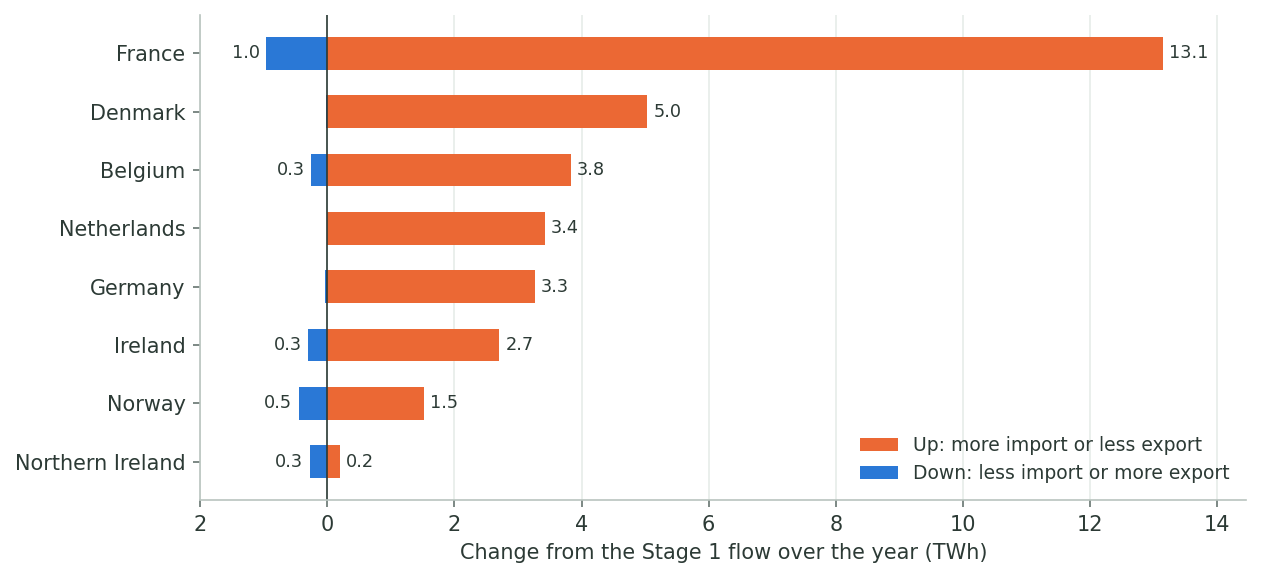 France 1.0 13.1
Denmark 5.0
Belgium 0.3 3.8
Netherlands 3.4
Germany 3.3
Ireland 0.3 2.7
Norway 0.5 1.5
Northern Ireland 0.3 0.2
Up: more import or less export
Down: less import or more export
2 0 2 4 6 8 10 12 14
Change from the Stage 1 flow over the year (TWh)